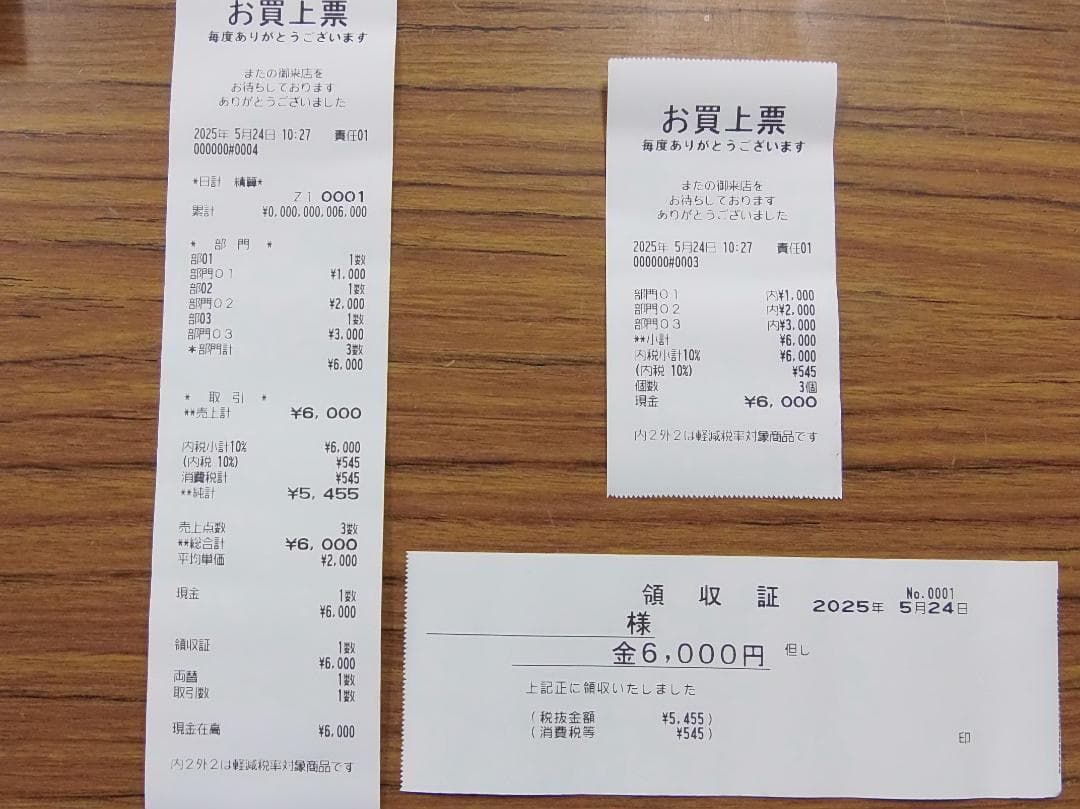 お買上票
毎度ありがとうございます
またの御来店を
お待ちしております
ありがとうございました
2025年 5月24日 10:27 責任01
000000#0004
*日計 精算*
Z1 0001
累計 ¥0,000,000,006,000
* 部 門 *
部01 1数
部門01 ¥1,000
部02 1数
部門02 ¥2,000
部03 1数
部門03 ¥3,000
*部門計 3数
¥6,000
* 取 引 *
**売上計 ¥6,000
内税小計10% ¥6,000
(内税 10%) ¥545
消費税計 ¥545
**純計 ¥5,455
売上点数 3数
**総合計 ¥6,000
平均単価 ¥2,000
現金 1数
¥6,000
領収証 1数
¥6,000
両替 1数
取引数 1数
現金在高 ¥6,000
内2外2は軽減税率対象商品です
お買上票
毎度ありがとうございます
またの御来店を
お待ちしております
ありがとうございました
2025年 5月24日 10:27 責任01
000000#0003
部門01 内¥1,000
部門02 内¥2,000
部門03 内¥3,000
**小計 ¥6,000
内税小計10% ¥6,000
(内税 10%) ¥545
個数 3個
現金 ¥6,000
内2外2は軽減税率対象商品です
領 収 証 No.0001
2025年 5月24日
様
金6,000円 但し
上記正に領収いたしました
(税抜金額 ¥5,455)
(消費税等 ¥545)
印